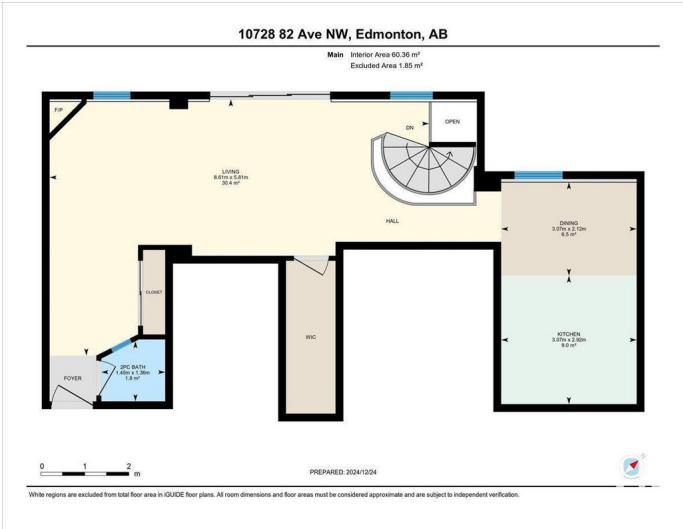 10728 82 Ave NW, Edmonton, AB
Main Interior Area 60.36 m²
Excluded Area 1.85 m²
F/P
DN
OPEN
LIVING
8.61m x 5.81m
30.4 m²
HALL
DINING
3.07m x 2.12m
6.5 m²
CLOSET
WIC
KITCHEN
3.07m x 2.92m
9.0 m²
FOYER
2PC BATH
1.45m x 1.36m
1.8 m²
0 1 2
m
PREPARED: 2024/12/24
White regions are excluded from total floor area in iGUIDE floor plans. All room dimensions and floor areas must be considered approximate and are subject to independent verification.